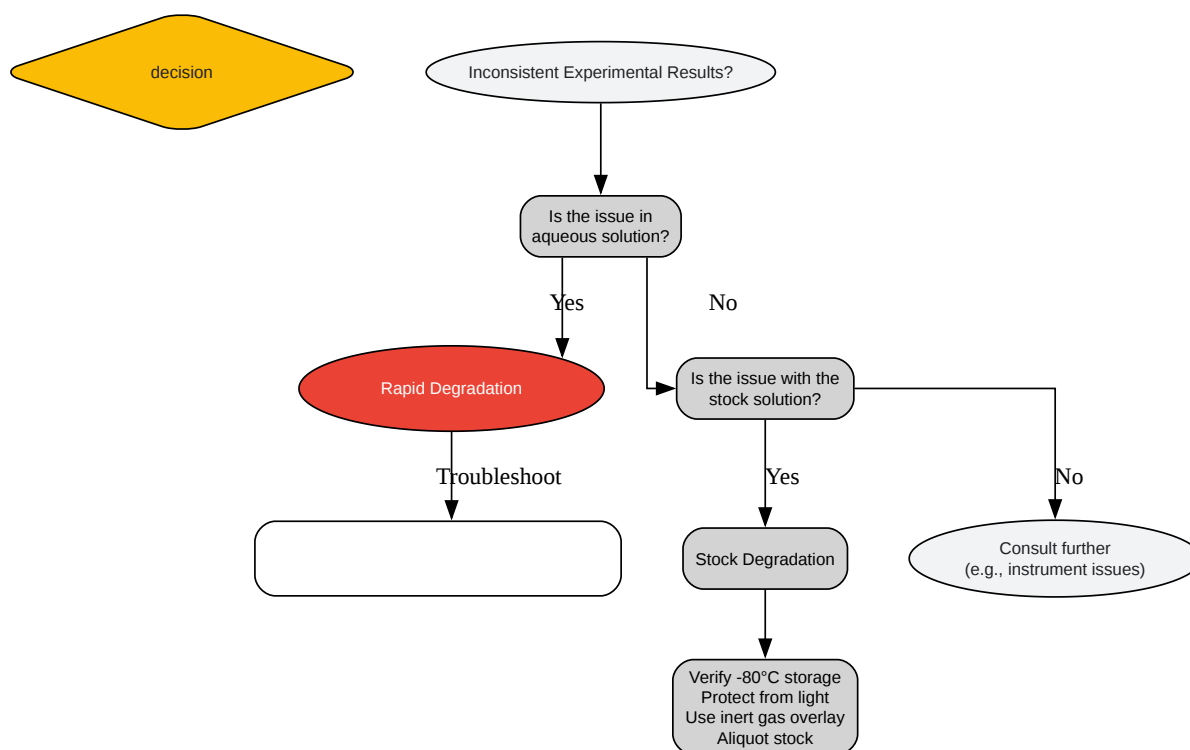 decision
Inconsistent Experimental Results?
Is the issue in
aqueous solution?
Yes
No
Rapid Degradation
Is the issue with the
stock solution?
Troubleshoot
Yes
No
Stock Degradation
Consult further
(e.g., instrument issues)
Verify -80°C storage
Protect from light
Use inert gas overlay
Aliquot stock